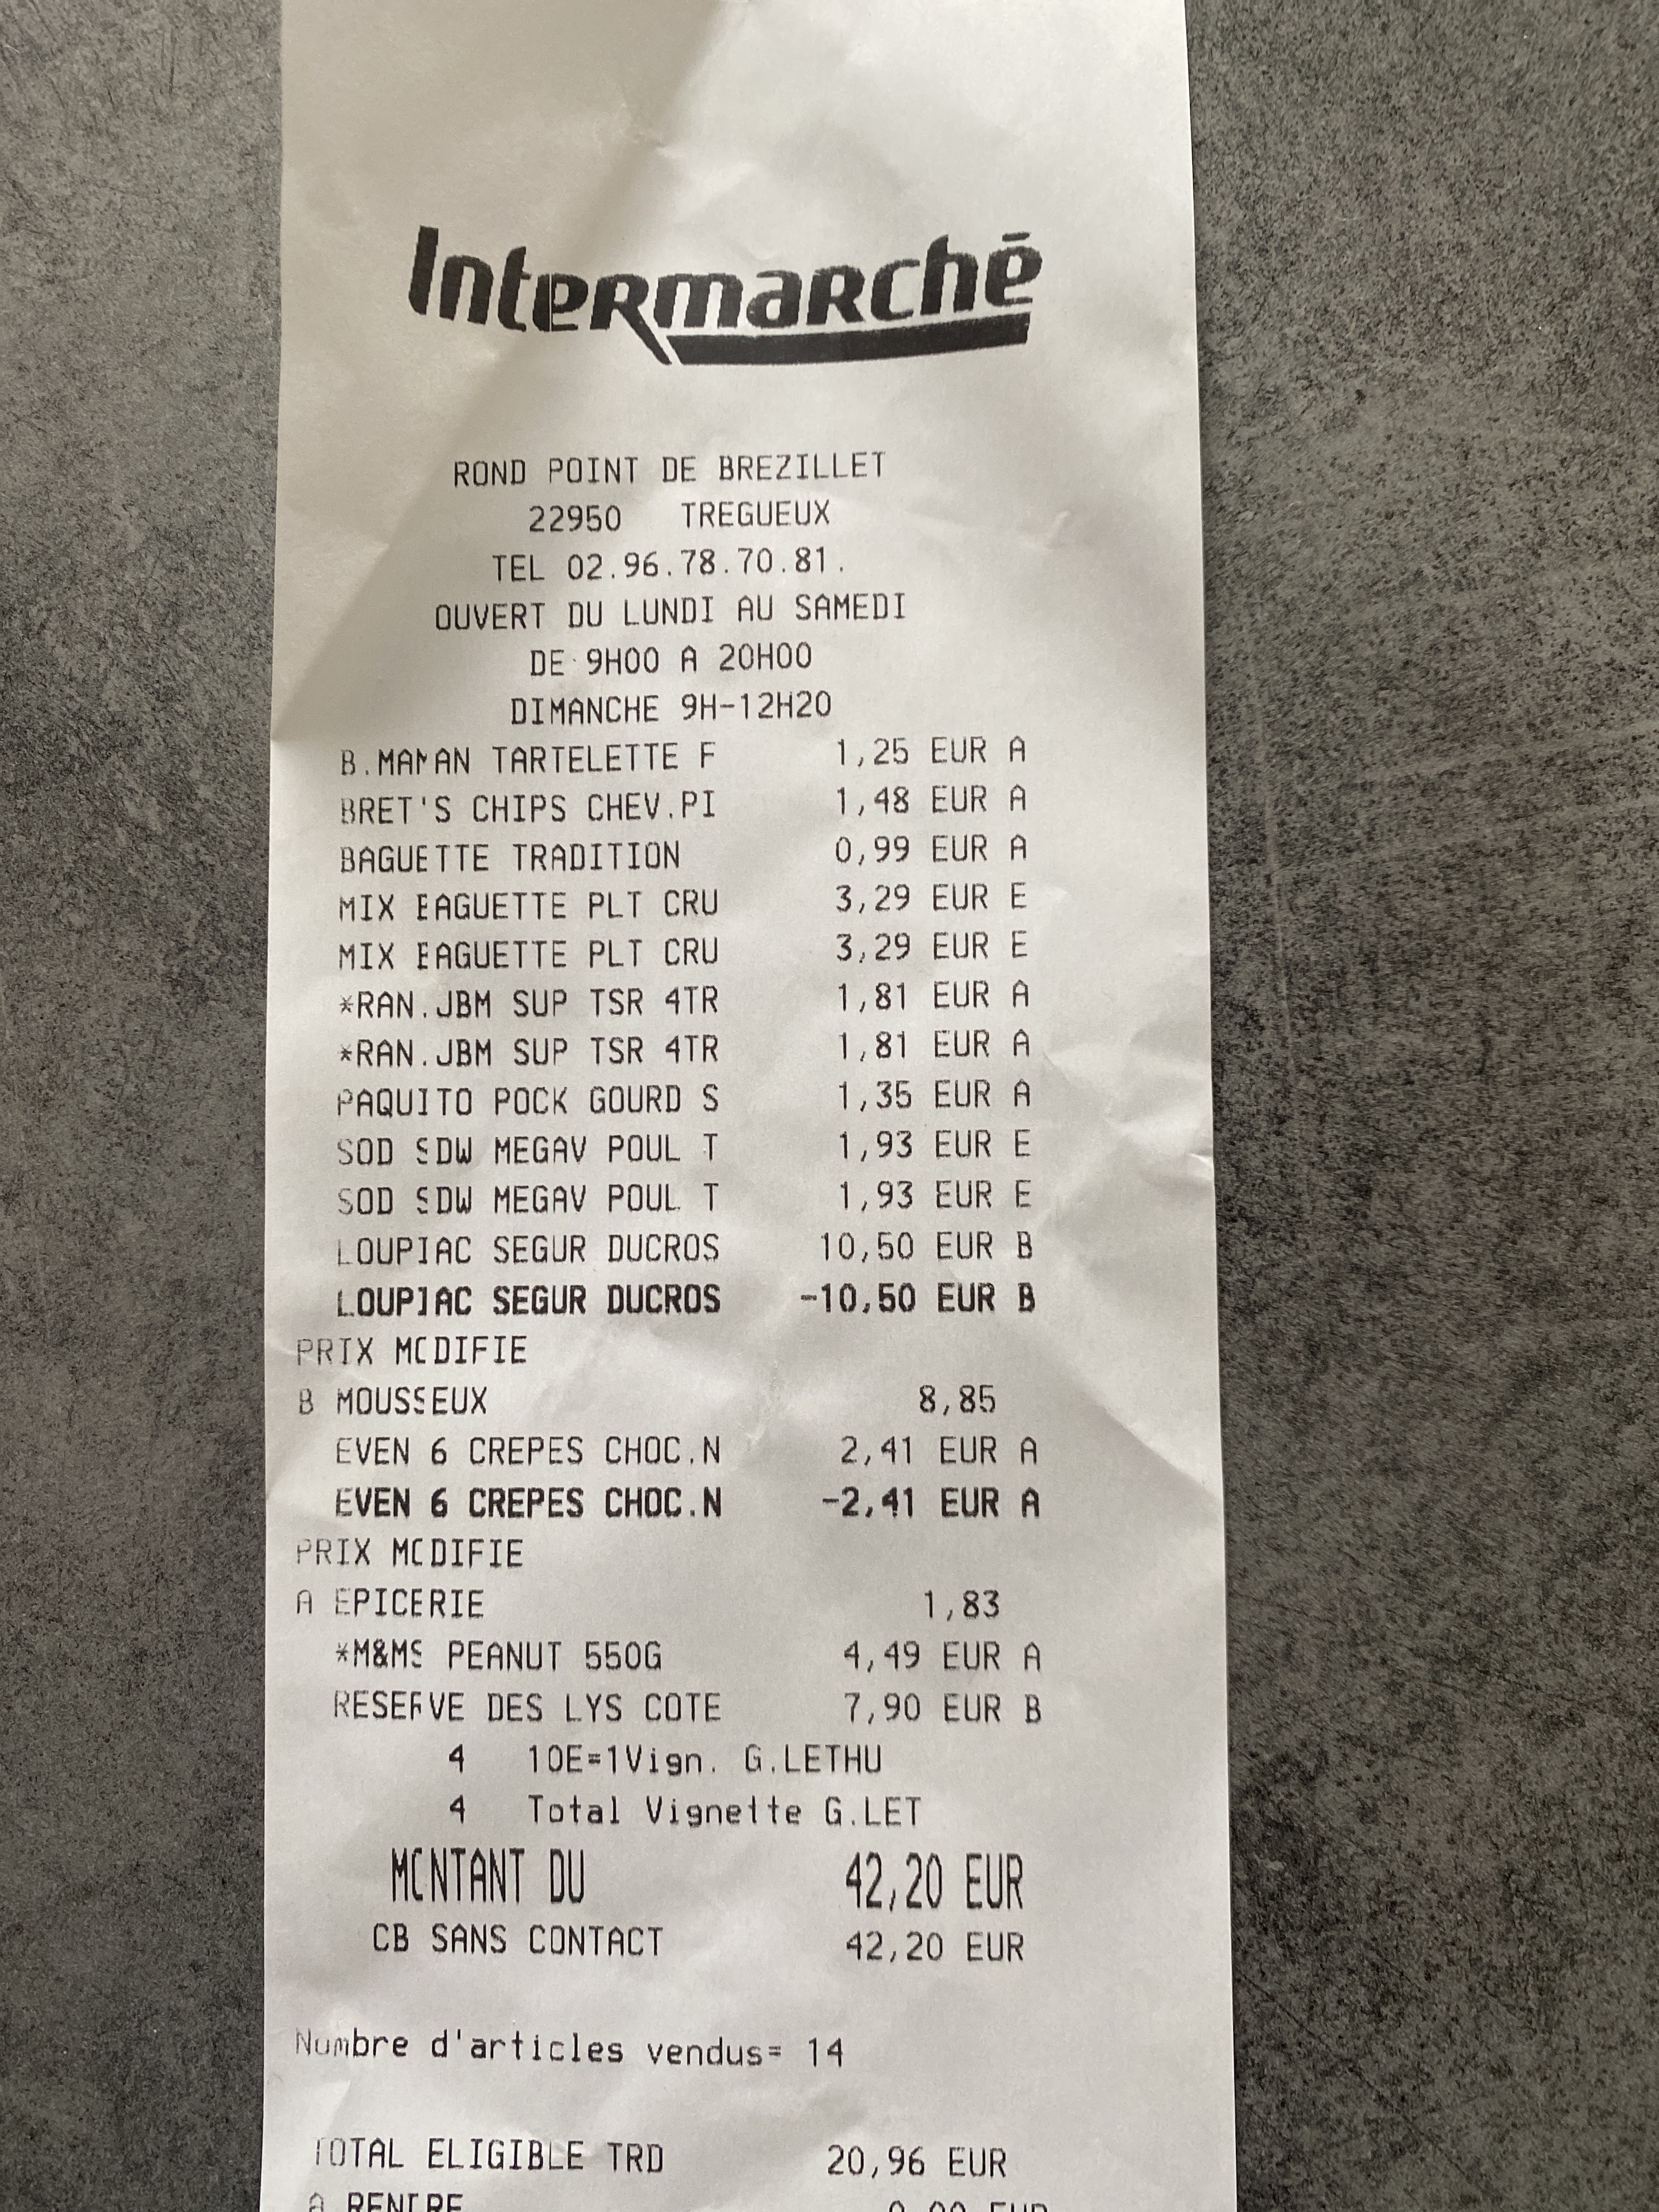 Intermarché
ROND POINT DE BREZILLET
22950 TREGUEUX
TEL 02.96.78.70.81.
OUVERT DU LUNDI AU SAMEDI
DE 9H00 A 20H00
DIMANCHE 9H-12H20
B.MAMAN TARTELETTE F 1,25 EUR A
BRET'S CHIPS CHEV.PI 1,48 EUR A
BAGUETTE TRADITION 0,99 EUR A
MIX BAGUETTE PLT CRU 3,29 EUR E
MIX BAGUETTE PLT CRU 3,29 EUR E
*RAN.JBM SUP TSR 4TR 1,81 EUR A
*RAN.JBM SUP TSR 4TR 1,81 EUR A
PAQUITO POCK GOURD S 1,35 EUR A
SOD SDW MEGAV POUL T 1,93 EUR E
SOD SDW MEGAV POUL T 1,93 EUR E
LOUPIAC SEGUR DUCROS 10,50 EUR B
LOUPIAC SEGUR DUCROS -10,50 EUR B
PRIX MODIFIE
B MOUSSEUX 8,85
EVEN 6 CREPES CHOC.N 2,41 EUR A
EVEN 6 CREPES CHOC.N -2,41 EUR A
PRIX MODIFIE
A EPICERIE 1,83
*M&MS PEANUT 550G 4,49 EUR A
RESERVE DES LYS COTE 7,90 EUR B
4 10E=1Vign. G.LETHU
4 Total Vignette G.LET
MONTANT DU 42,20 EUR
CB SANS CONTACT 42,20 EUR
Nombre d'articles vendus= 14
TOTAL ELIGIBLE TRD 20,96 EUR
A RENDRE 0,00 EUR